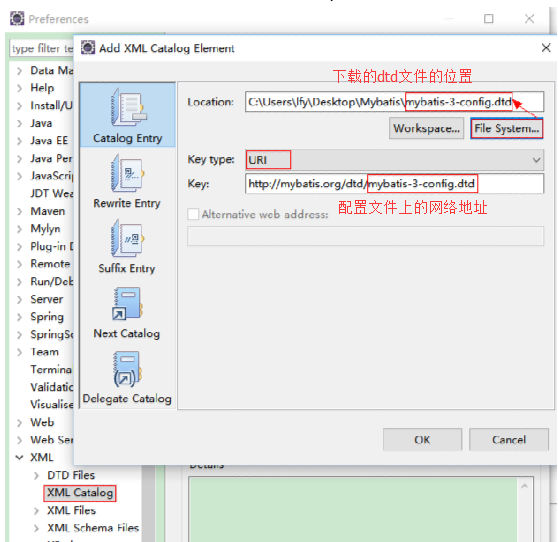 Preferences
type filter te
Add XML Catalog Element
下载的dtd文件的位置
Location: C:\Users\lfy\Desktop\Mybatis\mybatis-3-config.dtd
Workspace... File System...
Key type: URI
Key: http://mybatis.org/dtd/mybatis-3-config.dtd
配置文件上的网络地址
Alternative web address:
Catalog Entry
Rewrite Entry
Suffix Entry
Next Catalog
Delegate Catalog
OK Cancel
Data Ma
Help
Install/U
Java
Java EE
Java Per
JavaScrip
JDT Wea
Maven
Mylyn
Plug-in D
Remote
Run/Deb
Server
Spring
SpringSo
Team
Termina
Validatic
Visualise
Web
Web Ser
XML
DTD Files
XML Catalog
XML Files
XML Schema Files
Details